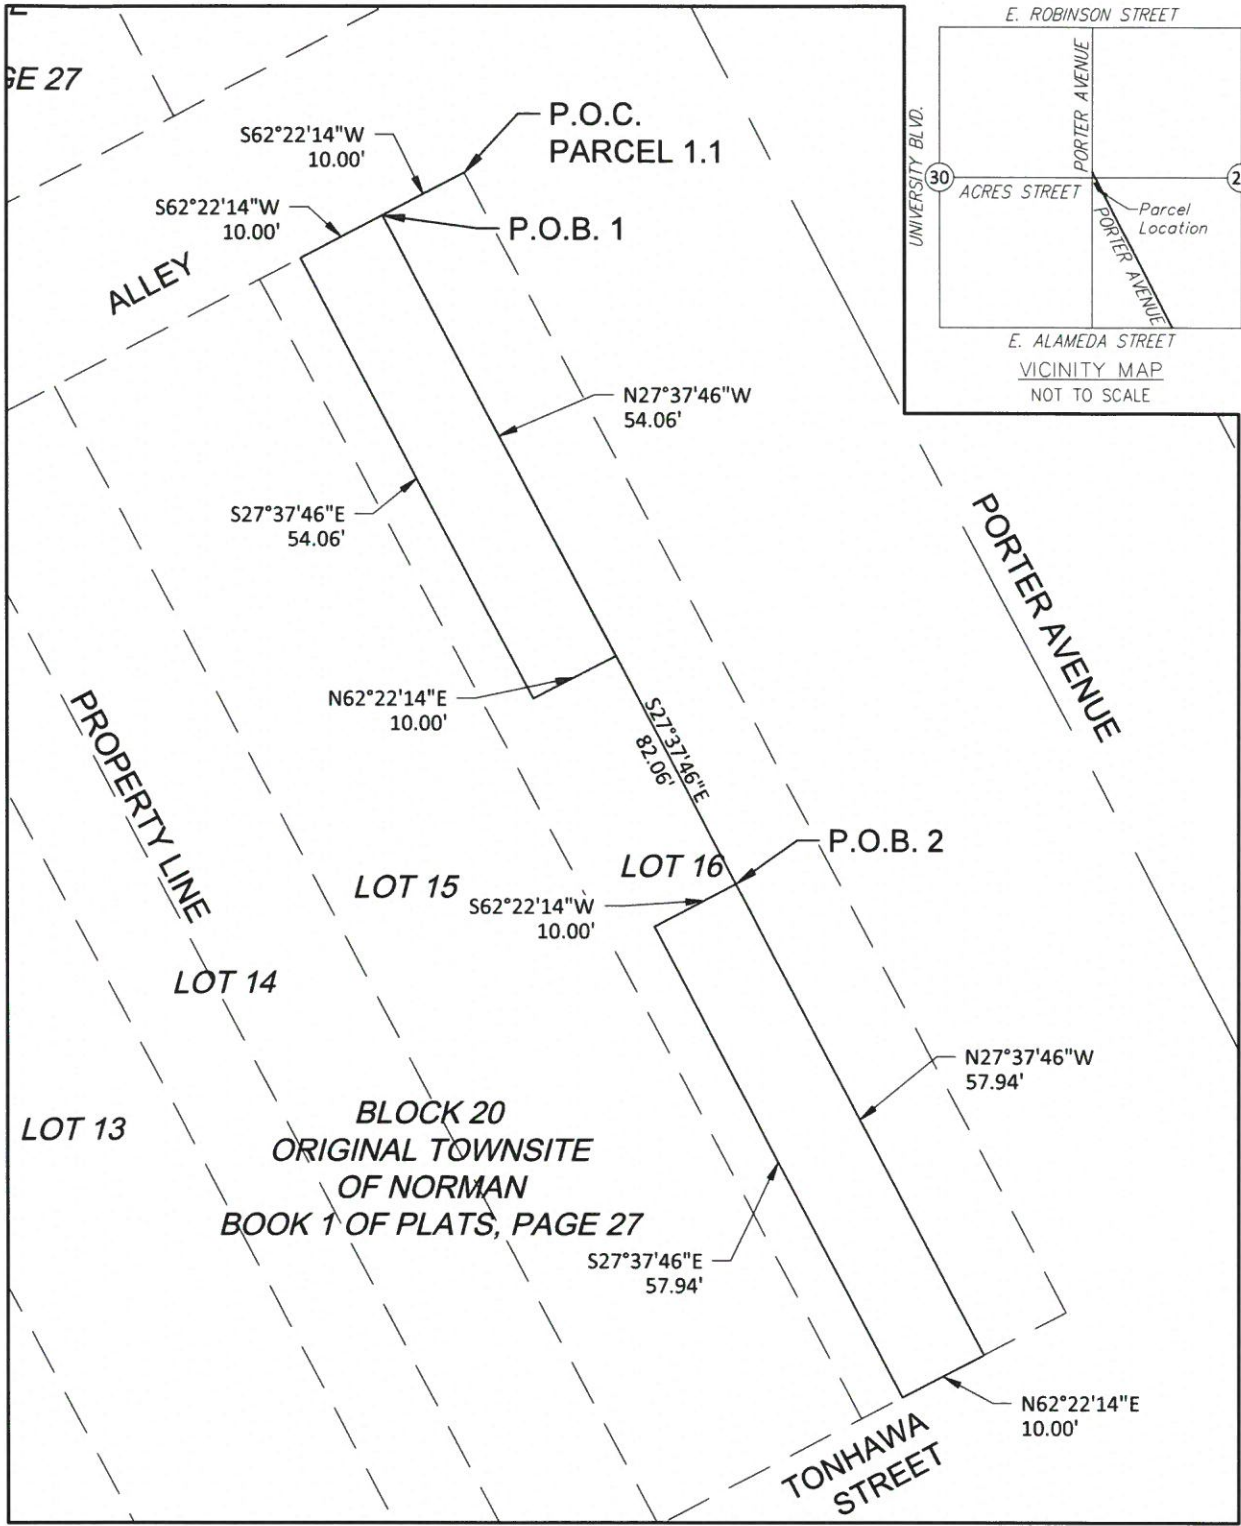 GE 27
S62°22'14"W
10.00'
P.O.C.
PARCEL 1.1
S62°22'14"W
10.00'
P.O.B. 1
ALLEY
N27°37'46"W
54.06'
S27°37'46"E
54.06'
N62°22'14"E
10.00'
S27°37'46"E
82.06'
PORTER AVENUE
PROPERTY LINE
P.O.B. 2
LOT 16
LOT 15
S62°22'14"W
10.00'
LOT 14
N27°37'46"W
57.94'
LOT 13
BLOCK 20
ORIGINAL TOWNSITE
OF NORMAN
BOOK 1 OF PLATS, PAGE 27
S27°37'46"E
57.94'
N62°22'14"E
10.00'
TONHAWA
STREET
E. ROBINSON STREET
PORTER AVENUE
UNIVERSITY BLVD.
30
ACRES STREET
2
Parcel
Location
PORTER AVENUE
E. ALAMEDA STREET
VICINITY MAP
NOT TO SCALE